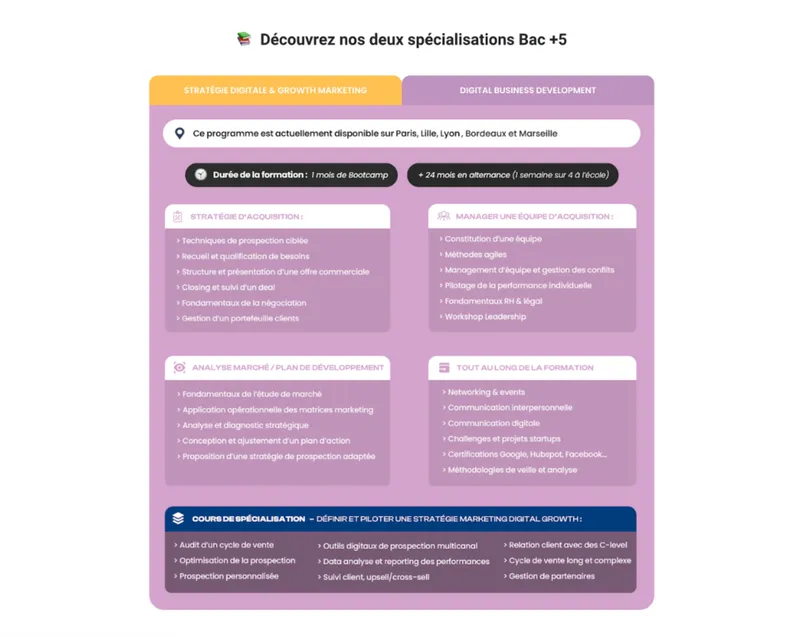 Découvrez nos deux spécialisations Bac +5
STRATÉGIE DIGITALE & GROWTH MARKETING
DIGITAL BUSINESS DEVELOPMENT
Ce programme est actuellement disponible sur Paris, Lille, Lyon, Bordeaux et Marseille
Durée de la formation : 1 mois de Bootcamp
+ 24 mois en alternance (1 semaine sur 4 à l'école)
STRATÉGIE D'ACQUISITION :
> Techniques de prospection ciblée
> Recueil et qualification de besoins
> Structure et présentation d'une offre commerciale
> Closing et suivi d'un deal
> Fondamentaux de la négociation
> Gestion d'un portefeuille clients
MANAGER UNE ÉQUIPE D'ACQUISITION :
> Constitution d'une équipe
> Méthodes agiles
> Management d'équipe et gestion des conflits
> Pilotage de la performance individuelle
> Fondamentaux RH & légal
> Workshop Leadership
ANALYSE MARCHÉ / PLAN DE DÉVELOPPEMENT
> Fondamentaux de l'étude de marché
> Application opérationnelle des matrices marketing
> Analyse et diagnostic stratégique
> Conception et ajustement d'un plan d'action
> Proposition d'une stratégie de prospection adaptée
TOUT AU LONG DE LA FORMATION
> Networking & events
> Communication interpersonnelle
> Communication digitale
> Challenges et projets startups
> Certifications Google, Hubspot, Facebook...
> Méthodologies de veille et analyse
COURS DE SPÉCIALISATION – DÉFINIR ET PILOTER UNE STRATÉGIE MARKETING DIGITAL GROWTH :
> Audit d'un cycle de vente
> Optimisation de la prospection
> Prospection personnalisée
> Outils digitaux de prospection multicanal
> Data analyse et reporting des performances
> Suivi client, upsell/cross-sell
> Relation client avec des C-level
> Cycle de vente long et complexe
> Gestion de partenaires